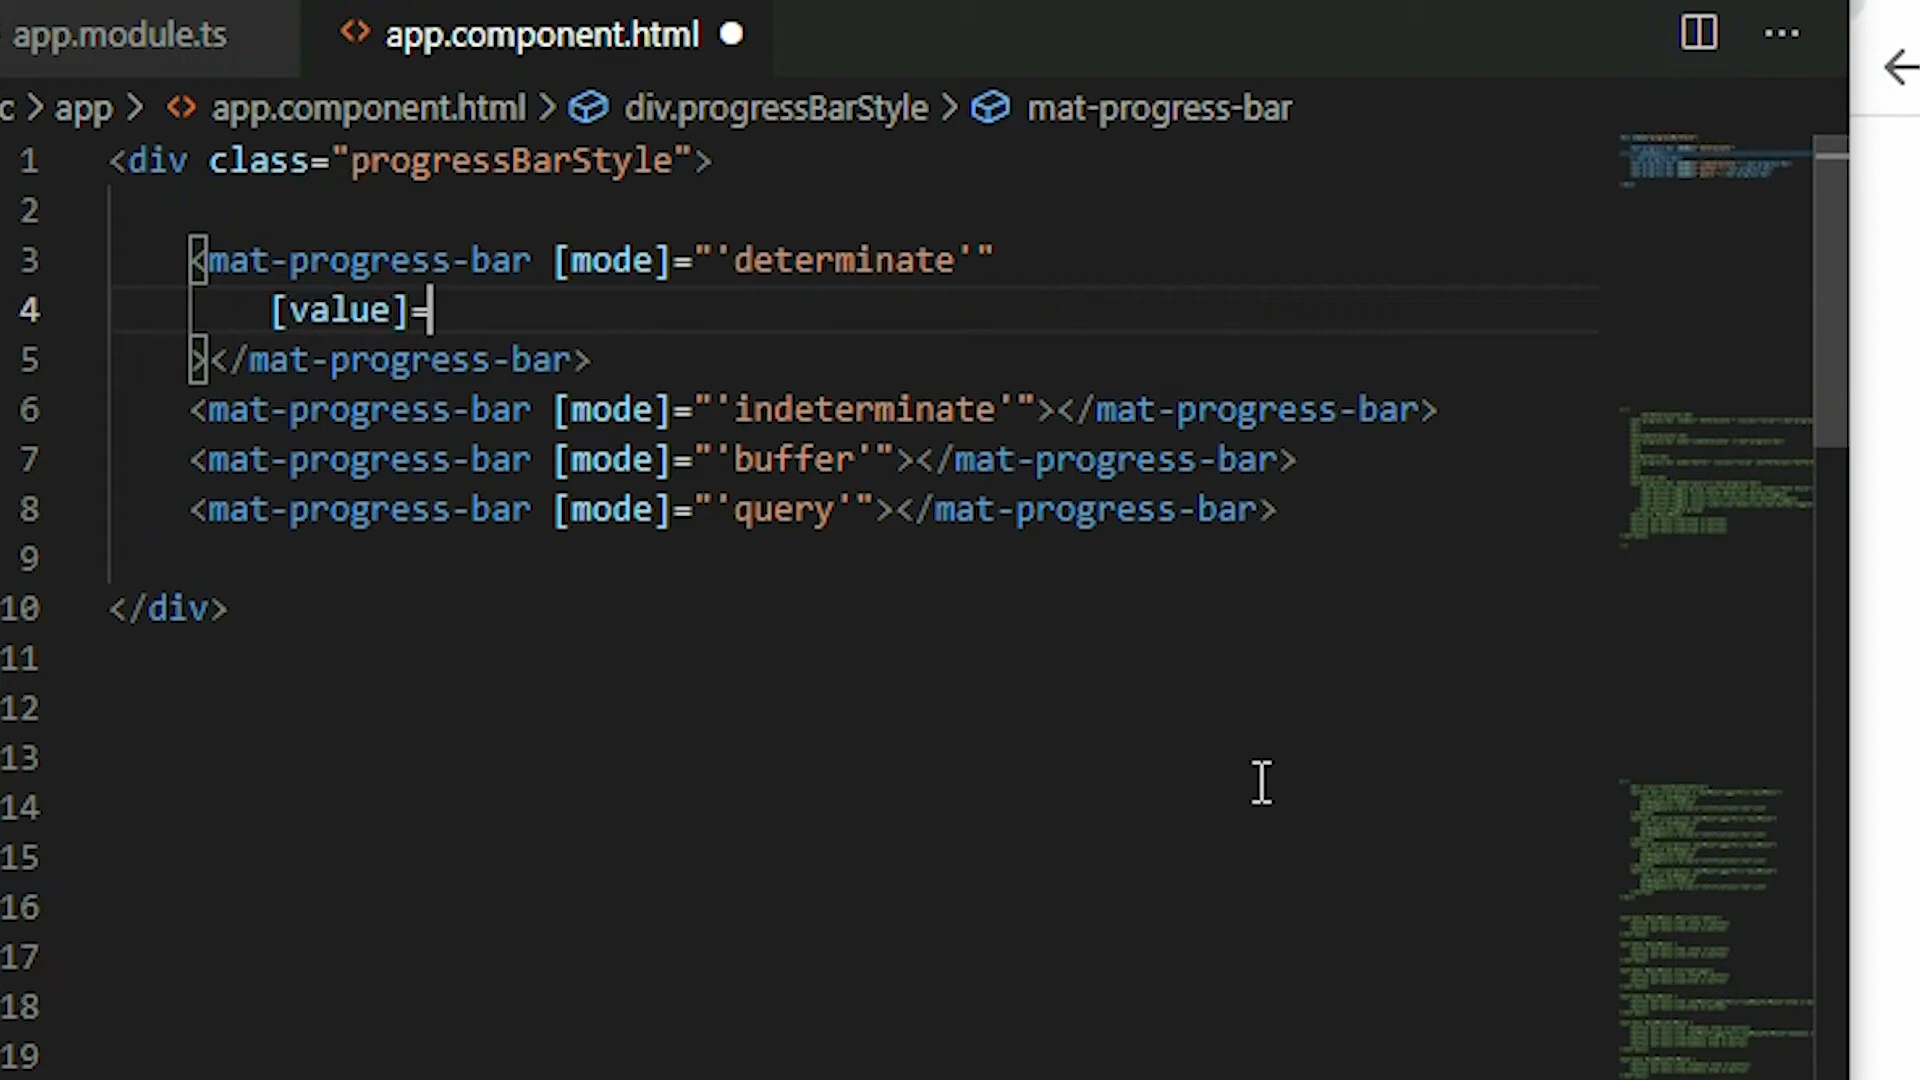 app.module.ts
app.component.html
c > app > app.component.html > div.progressBarStyle > mat-progress-bar
1 <div class="progressBarStyle">
2
3 <mat-progress-bar [mode]="'determinate'"
4 [value]=
5 ></mat-progress-bar>
6 <mat-progress-bar [mode]="'indeterminate'"></mat-progress-bar>
7 <mat-progress-bar [mode]="'buffer'"></mat-progress-bar>
8 <mat-progress-bar [mode]="'query'"></mat-progress-bar>
9
10 </div>
11
12
13
14
15
16
17
18
19